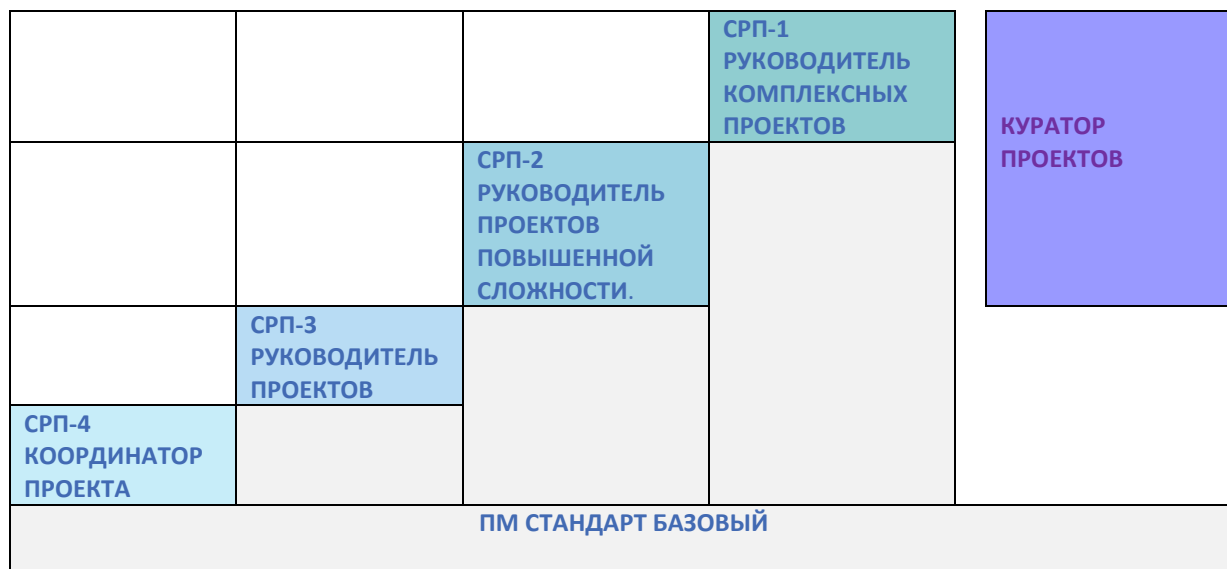 СРП-1
РУКОВОДИТЕЛЬ
КОМПЛЕКСНЫХ
ПРОЕКТОВ
КУРАТОР
ПРОЕКТОВ
СРП-2
РУКОВОДИТЕЛЬ
ПРОЕКТОВ
ПОВЫШЕННОЙ
СЛОЖНОСТИ.
СРП-3
РУКОВОДИТЕЛЬ
ПРОЕКТОВ
СРП-4
КООРДИНАТОР
ПРОЕКТА
ПМ СТАНДАРТ БАЗОВЫЙ